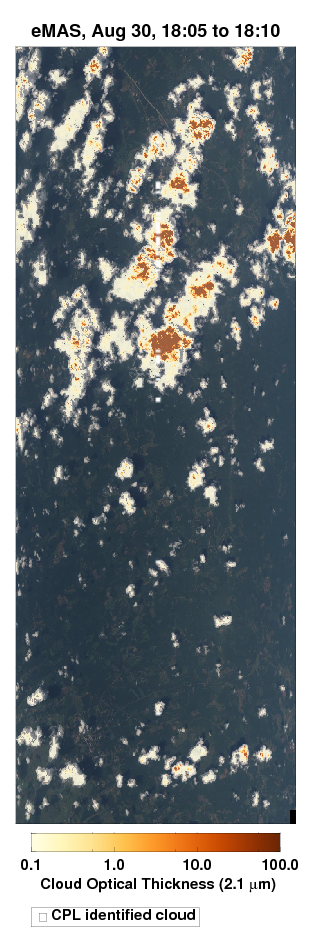 eMAS, Aug 30, 18:05 to 18:10
0.1 1.0 10.0 100.0
Cloud Optical Thickness (2.1 μm)
CPL identified cloud